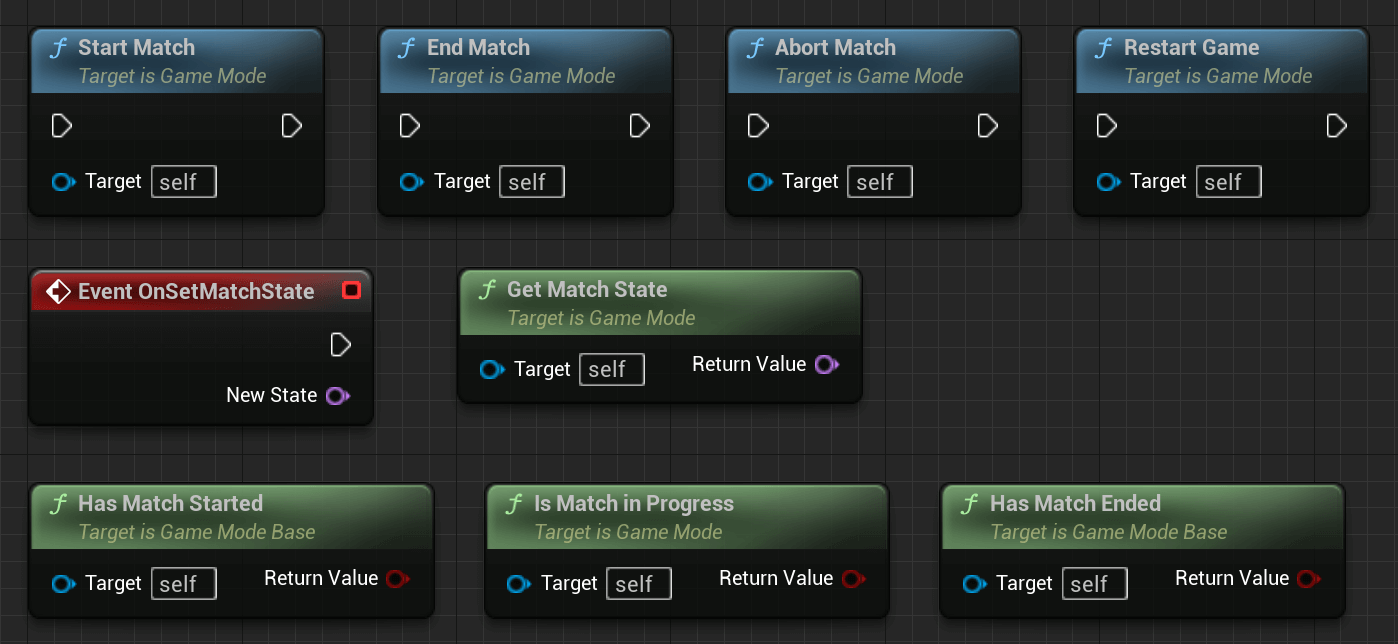 Start Match
Target is Game Mode
Target self
End Match
Target is Game Mode
Target self
Abort Match
Target is Game Mode
Target self
Restart Game
Target is Game Mode
Target self
Event OnSetMatchState
New State
Get Match State
Target is Game Mode
Target self Return Value
Has Match Started
Target is Game Mode Base
Target self Return Value
Is Match in Progress
Target is Game Mode
Target self Return Value
Has Match Ended
Target is Game Mode Base
Target self Return Value